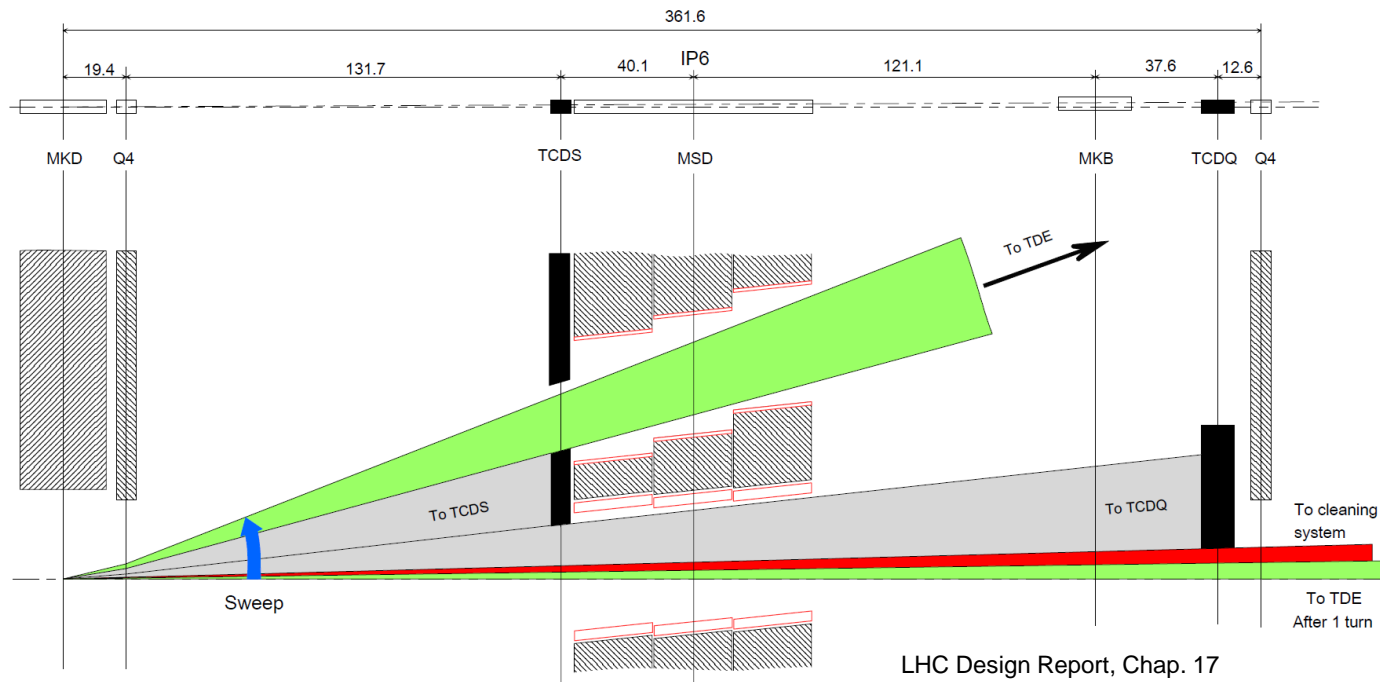 361.6
IP6
19.4
131.7
40.1
121.1
37.6
12.6
MKD
Q4
TCDS
MSD
MKB
TCDQ
Q4
To TDE
To TCDS
To TCDQ
To cleaning
system
Sweep
To TDE
After 1 turn
LHC Design Report, Chap. 17